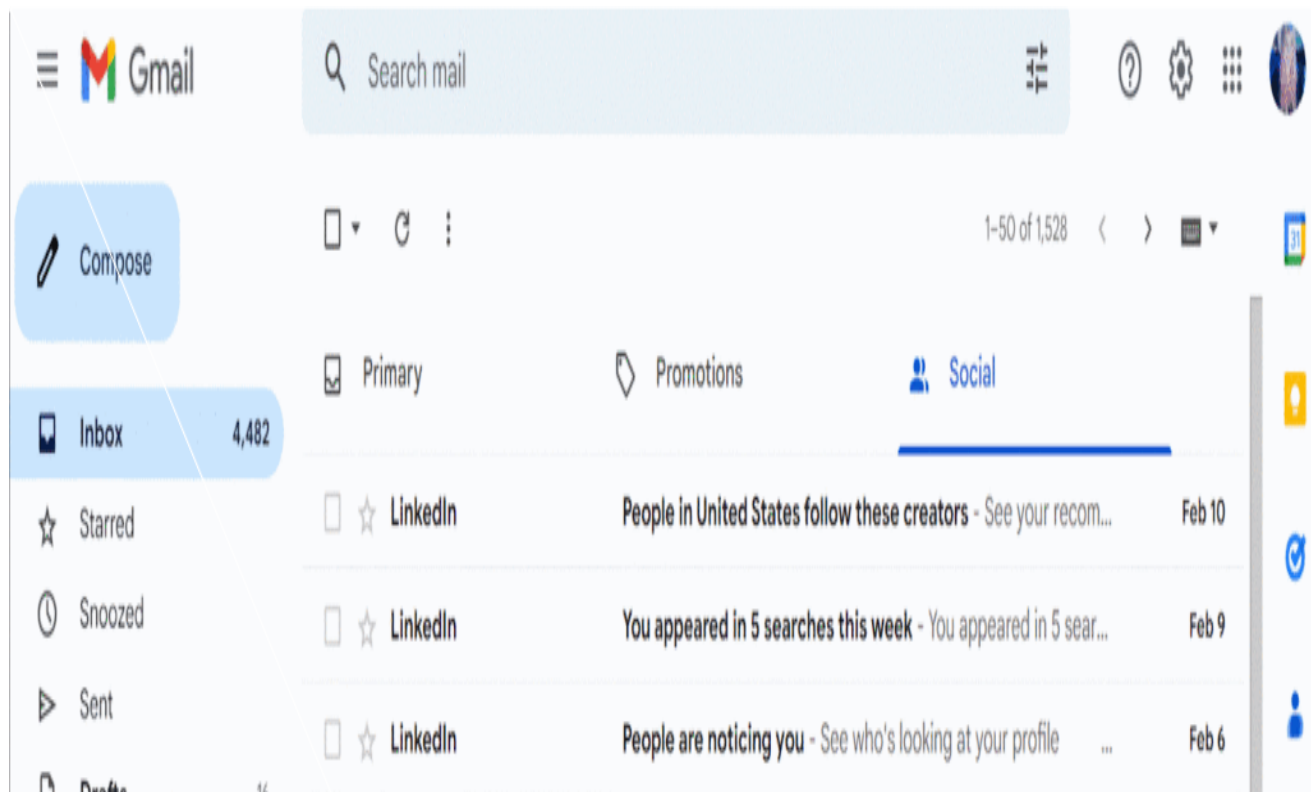 Gmail
Search mail
Compose
1–50 of 1,528
31
Primary
Promotions
Social
Inbox 4,482
Starred
Snoozed
Sent
Drafts 16
LinkedIn People in United States follow these creators - See your recom... Feb 10
LinkedIn You appeared in 5 searches this week - You appeared in 5 sear... Feb 9
LinkedIn People are noticing you - See who's looking at your profile ... Feb 6